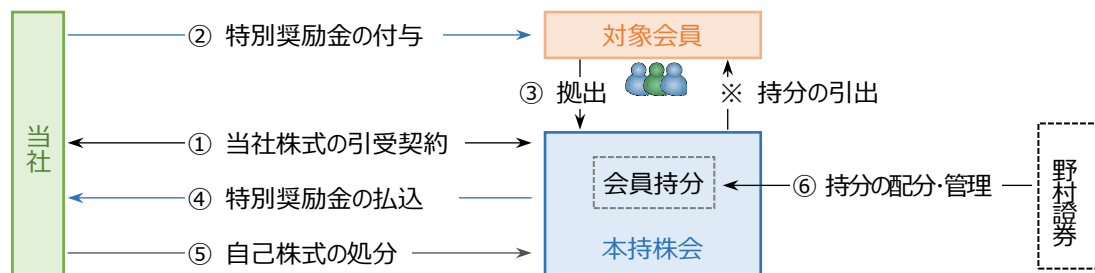 ② 特別奨励金の付与
対象会員
③ 拠出
※ 持分の引出
当社
① 当社株式の引受契約
会員持分
⑥ 持分の配分・管理
野村證券
④ 特別奨励金の払込
本持株会
⑤ 自己株式の処分